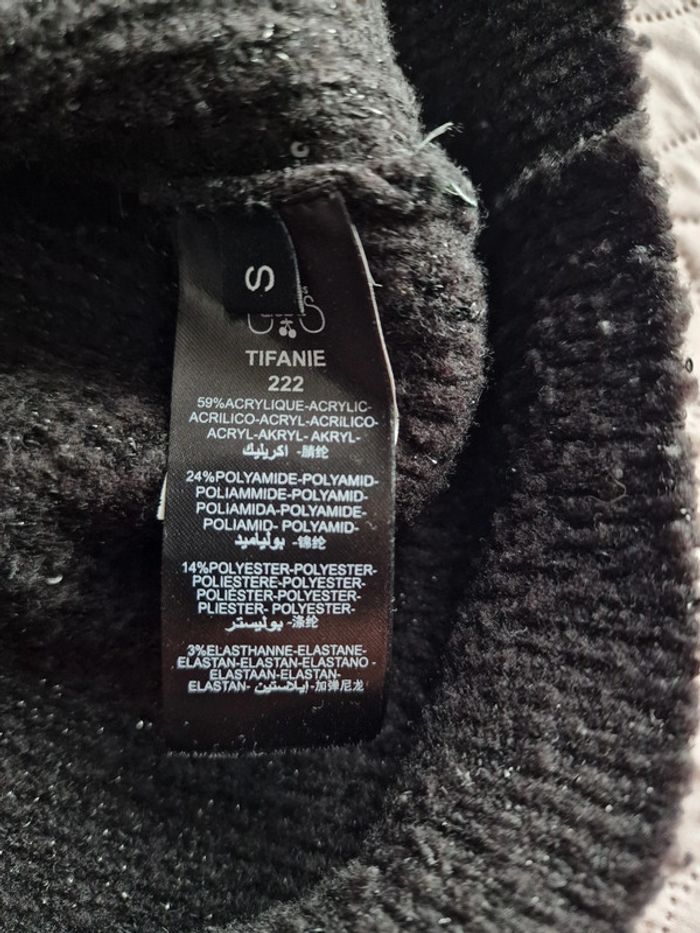 S
TIFANIE
222
59%ACRYLIQUE-ACRYLIC-
ACRILICO-ACRYL-ACRILICO-
ACRYL-AKRYL- AKRYL-
اكريليك -腈纶
24%POLYAMIDE-POLYAMID-
POLIAMMIDE-POLYAMID-
POLIAMIDA-POLYAMIDE-
POLIAMID- POLYAMID-
بولياميد -锦纶
14%POLYESTER-POLYESTER-
POLIESTERE-POLYESTER-
POLIÉSTER-POLYESTER-
PLIESTER- POLYESTER-
بوليستر -涤纶
3%ELASTHANNE-ELASTANE-
ELASTAN-ELASTAN-ELASTANO -
ELASTAAN-ELASTAN-
ELASTAN- إيلاستين -加弹尼龙